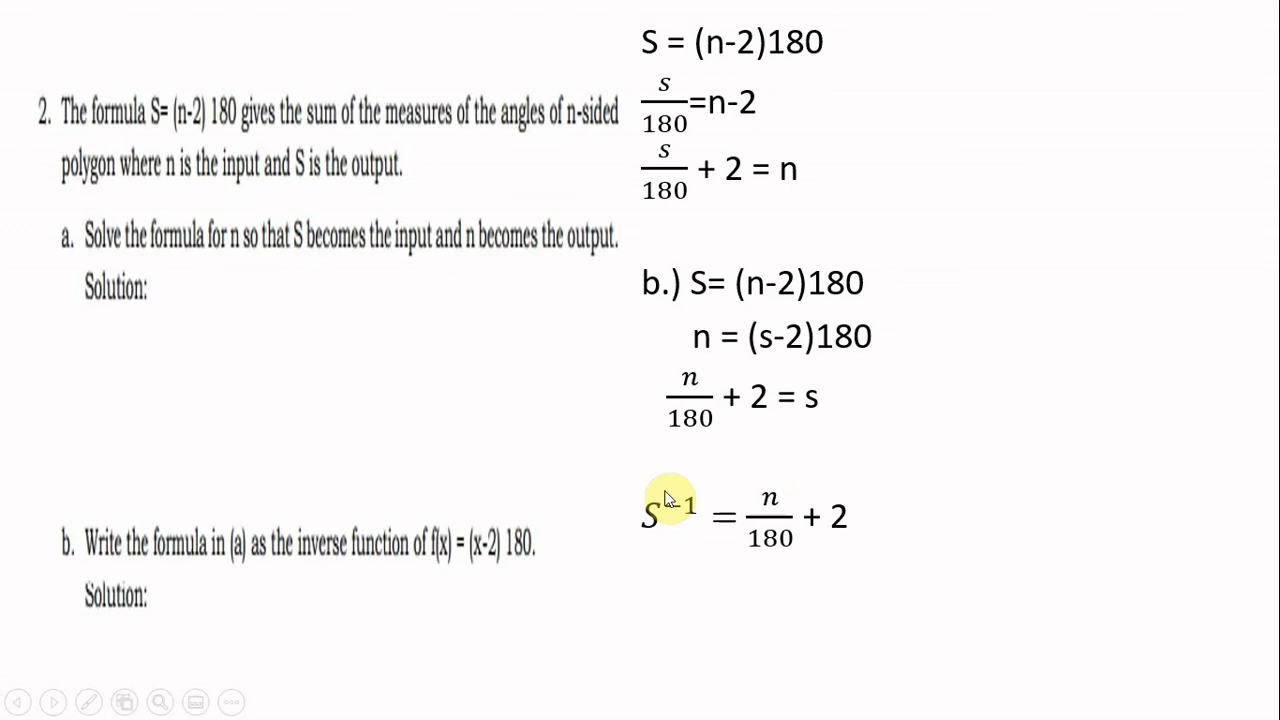 2. The formula S= (n-2) 180 gives the sum of the measures of the angles of n-sided
polygon where n is the input and S is the output.
a. Solve the formula for n so that S becomes the input and n becomes the output.
Solution:
b. Write the formula in (a) as the inverse function of f(x) = (x-2) 180.
Solution:
S = (n-2)180
s/180 =n-2
s/180 + 2 = n
b.) S= (n-2)180
n = (s-2)180
n/180 + 2 = s
S⁻¹ = n/180 + 2